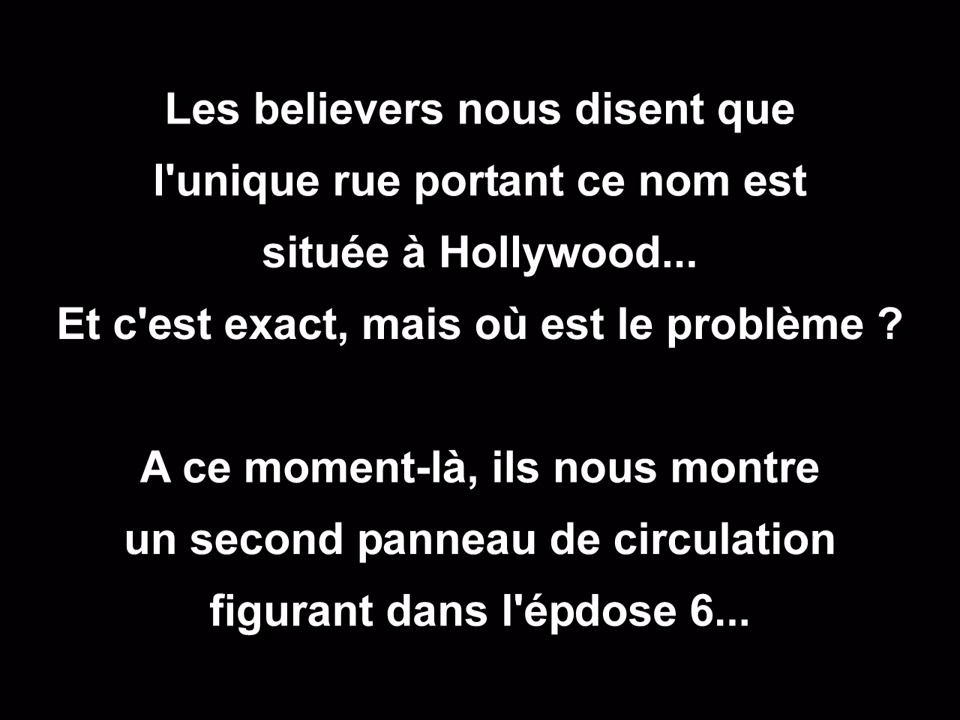 Les believers nous disent que
l'unique rue portant ce nom est
située à Hollywood...
Et c'est exact, mais où est le problème ?
A ce moment-là, ils nous montre
un second panneau de circulation
figurant dans l'épdose 6...